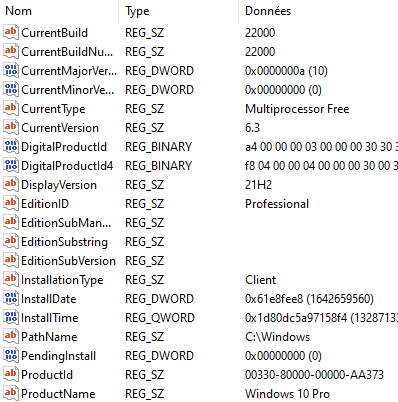 Nom Type Données
CurrentBuild REG_SZ 22000
CurrentBuildNu... REG_SZ 22000
CurrentMajorVer... REG_DWORD 0x0000000a (10)
CurrentMinorVe... REG_DWORD 0x00000000 (0)
CurrentType REG_SZ Multiprocessor Free
CurrentVersion REG_SZ 6.3
DigitalProductId REG_BINARY a4 00 00 00 03 00 00 00 30 30 3
DigitalProductId4 REG_BINARY f8 04 00 00 04 00 00 00 30 00 3
DisplayVersion REG_SZ 21H2
EditionID REG_SZ Professional
EditionSubMan... REG_SZ
EditionSubstring REG_SZ
EditionSubVersion REG_SZ
InstallationType REG_SZ Client
InstallDate REG_DWORD 0x61e8fee8 (1642659560)
InstallTime REG_QWORD 0x1d80dc5a97158f4 (13287133
PathName REG_SZ C:\Windows
PendingInstall REG_DWORD 0x00000000 (0)
ProductId REG_SZ 00330-80000-00000-AA373
ProductName REG_SZ Windows 10 Pro